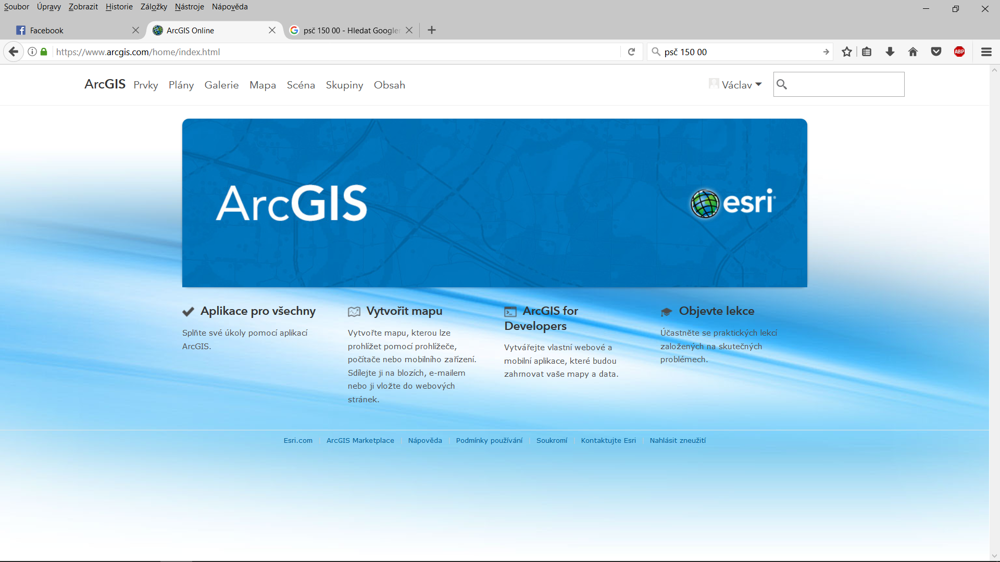 Soubor Úpravy Zobrazit Historie Záložky Nástroje Nápověda
Facebook ArcGIS Online psč 150 00 - Hledat Googlem
https://www.arcgis.com/home/index.html psč 150 00 ABP
ArcGIS Prvky Plány Galerie Mapa Scéna Skupiny Obsah Václav
ArcGIS esri
Aplikace pro všechny
Splňte své úkoly pomocí aplikací
ArcGIS.
Vytvořit mapu
Vytvořte mapu, kterou lze
prohlížet pomocí prohlížeče,
počítače nebo mobilního zařízení.
Sdílejte ji na blozích, e-mailem
nebo ji vložte do webových
stránek.
ArcGIS for
Developers
Vytvářejte vlastní webové a
mobilní aplikace, které budou
zahrnovat vaše mapy a data.
Objevte lekce
Účastněte se praktických lekcí
založených na skutečných
problémech.
Esri.com ArcGIS Marketplace Nápověda Podmínky používání Soukromí Kontaktujte Esri Nahlásit zneužití